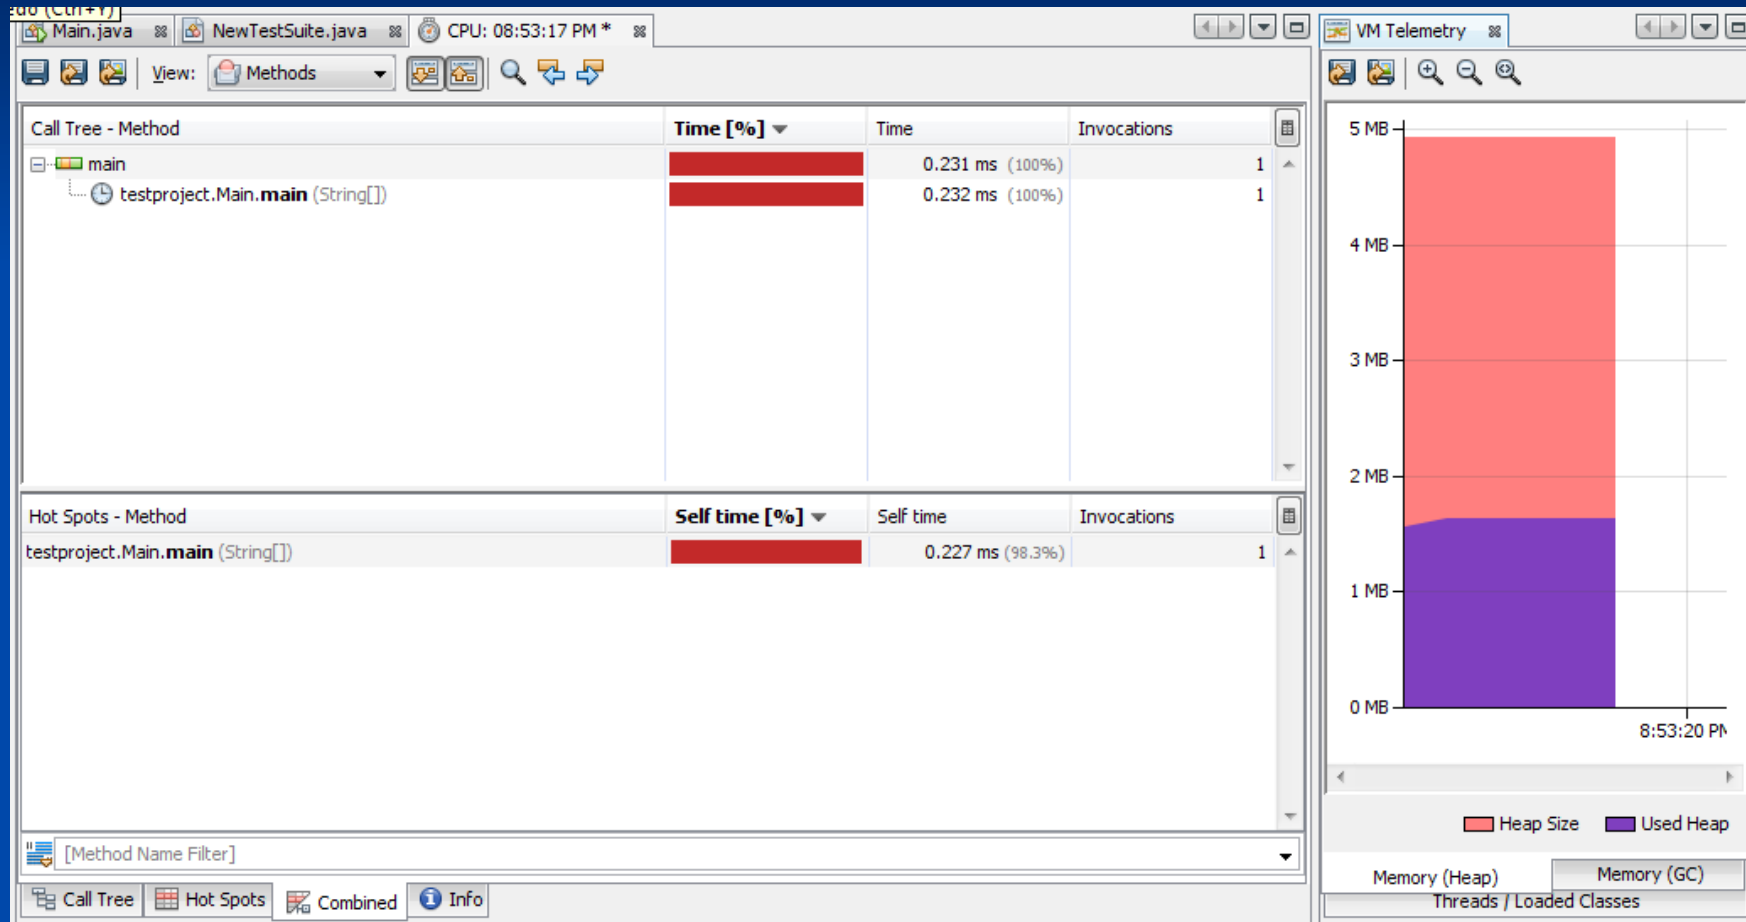 edo (Ctrl+Y)
Main.java NewTestSuite.java CPU: 08:53:17 PM *
View: Methods
Call Tree - Method Time [%] Time Invocations
main 0.231 ms (100%) 1
testproject.Main.main (String[]) 0.232 ms (100%) 1
Hot Spots - Method Self time [%] Self time Invocations
testproject.Main.main (String[]) 0.227 ms (98.3%) 1
[Method Name Filter]
Call Tree Hot Spots Combined Info
VM Telemetry
5 MB
4 MB
3 MB
2 MB
1 MB
0 MB
8:53:20 PM
Heap Size Used Heap
Memory (Heap) Memory (GC)
Threads / Loaded Classes